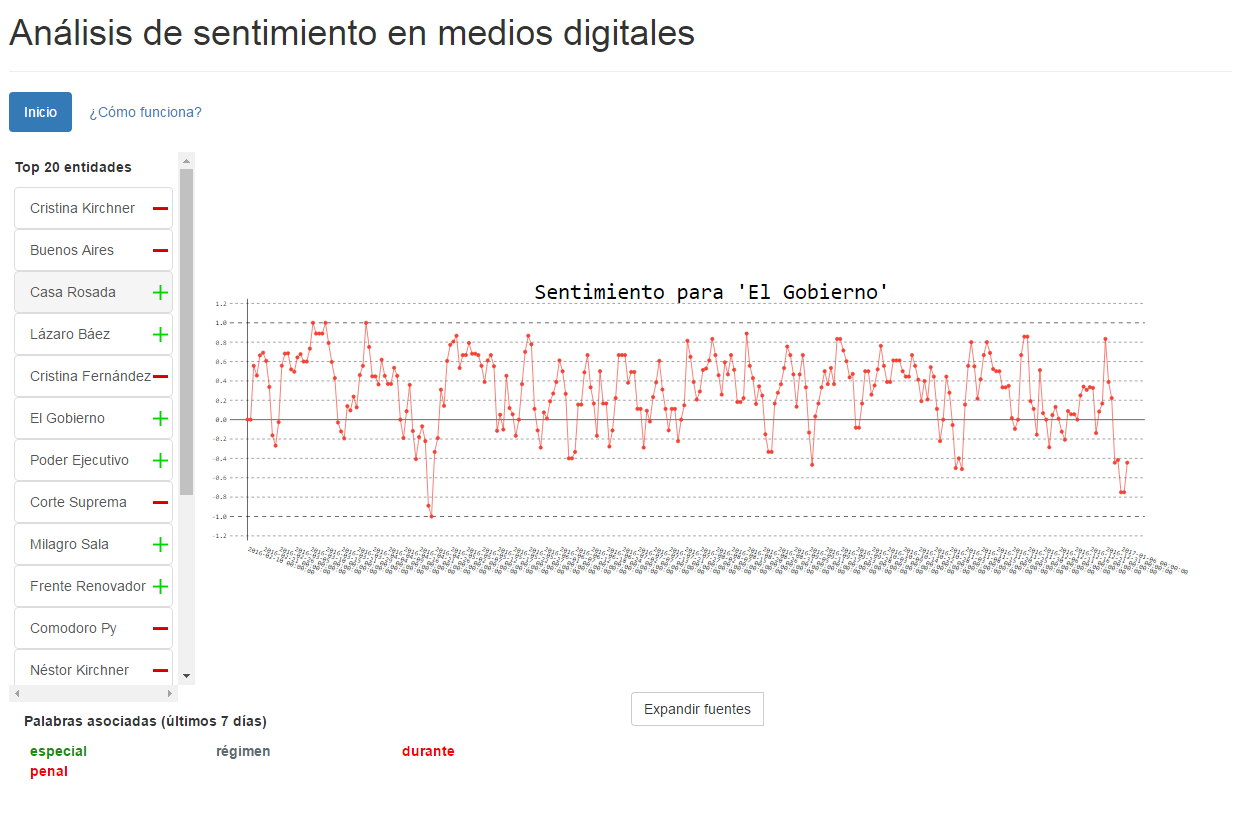 Análisis de sentimiento en medios digitales
Inicio
¿Cómo funciona?
Top 20 entidades
Cristina Kirchner
Buenos Aires
Casa Rosada
Lázaro Báez
Cristina Fernández
El Gobierno
Poder Ejecutivo
Corte Suprema
Milagro Sala
Frente Renovador
Comodoro Py
Néstor Kirchner
Sentimiento para 'El Gobierno'
1.2
1.0
0.8
0.6
0.4
0.2
0.0
-0.2
-0.4
-0.6
-0.8
-1.0
-1.2
Expandir fuentes
Palabras asociadas (últimos 7 días)
especial régimen durante
penal